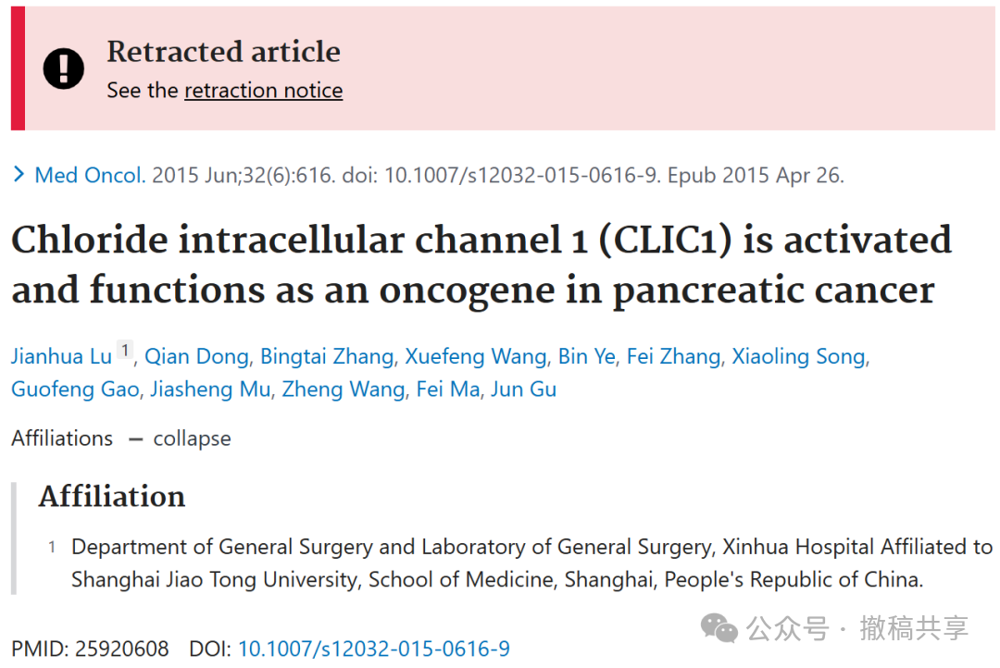 Retracted article
See the retraction notice
Med Oncol. 2015 Jun;32(6):616. doi: 10.1007/s12032-015-0616-9. Epub 2015 Apr 26.
Chloride intracellular channel 1 (CLIC1) is activated
and functions as an oncogene in pancreatic cancer
Jianhua Lu 1, Qian Dong, Bingtai Zhang, Xuefeng Wang, Bin Ye, Fei Zhang, Xiaoling Song,
Guofeng Gao, Jiasheng Mu, Zheng Wang, Fei Ma, Jun Gu
Affiliations — collapse
Affiliation
1 Department of General Surgery and Laboratory of General Surgery, Xinhua Hospital Affiliated to
Shanghai Jiao Tong University, School of Medicine, Shanghai, People's Republic of China.
PMID: 25920608 DOI: 10.1007/s12032-015-0616-9
公众号 · 撤稿共享